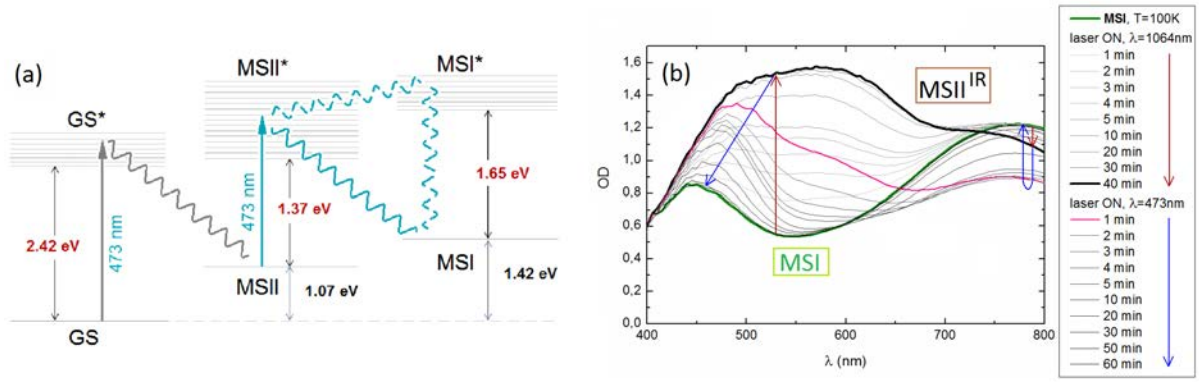 (a)
MSII*
MSI*
GS*
2.42 eV
473 nm
473 nm
1.37 eV
1.65 eV
MSII
1.07 eV
MSI
1.42 eV
GS
(b)
MSII^IR
MSI
OD
1,6
1,4
1,2
1,0
0,8
0,6
0,4
0,2
0,0
400
500
600
700
800
λ (nm)
MSI, T=100K
laser ON, λ=1064nm
1 min
2 min
3 min
4 min
5 min
10 min
20 min
30 min
40 min
laser ON, λ=473nm
1 min
2 min
3 min
4 min
5 min
10 min
20 min
30 min
50 min
60 min